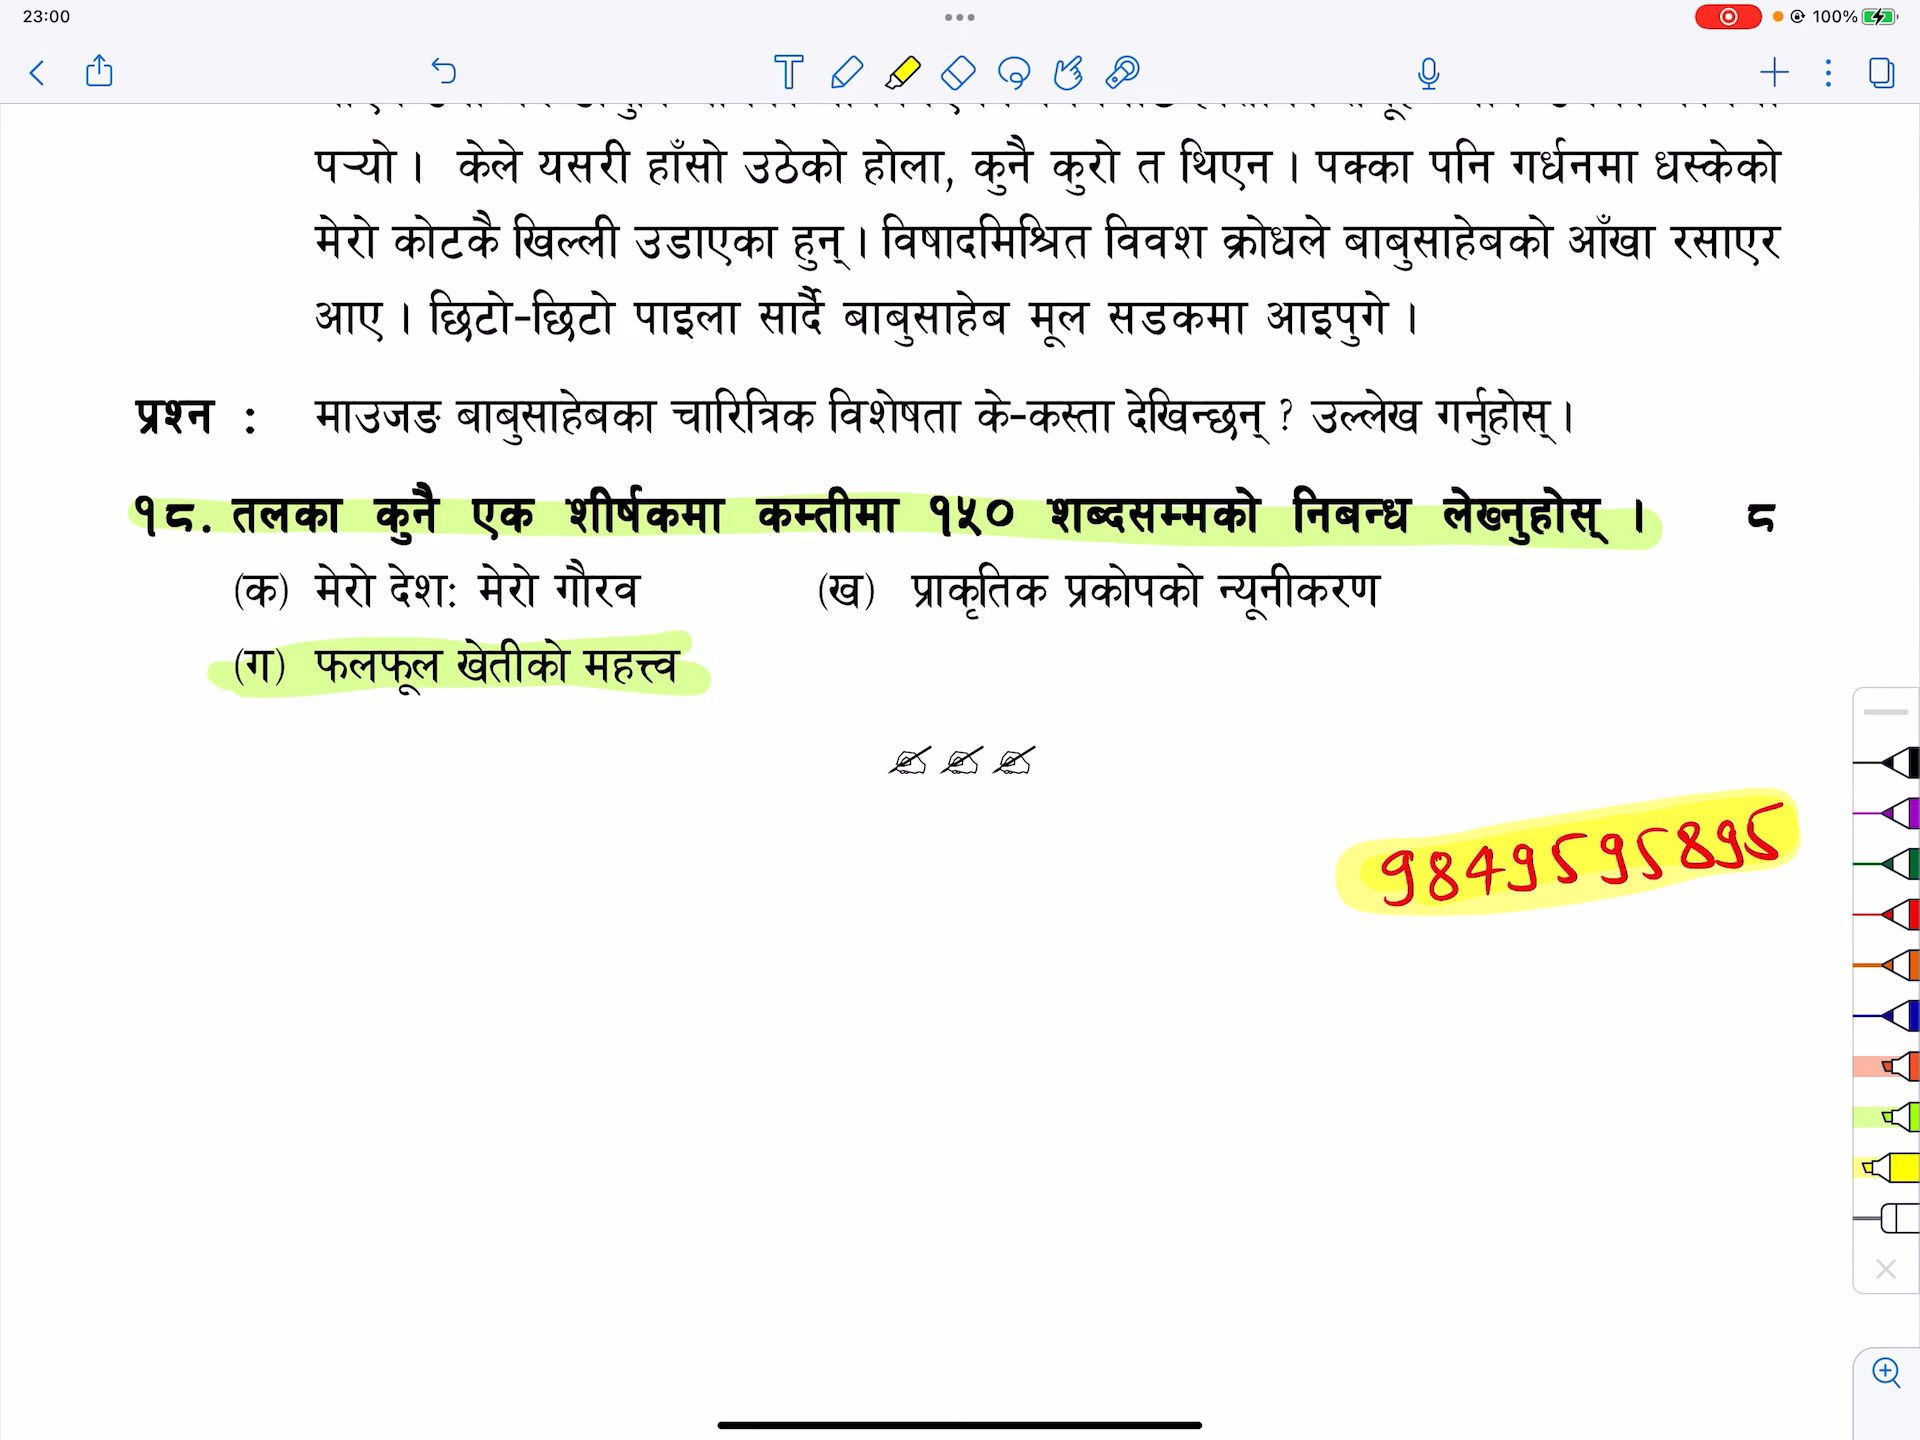 23:00
100%
पऱ्यो । केले यसरी हाँसो उठेको होला, कुनै कुरो त थिएन । पक्का पनि गर्धनमा धस्केको
मेरो कोटकै खिल्ली उडाएका हुन् । विषादमिश्रित विवश क्रोधले बाबुसाहेबको आँखा रसाएर
आए । छिटो-छिटो पाइला सार्दै बाबुसाहेब मूल सडकमा आइपुगे ।
प्रश्न : माउजङ बाबुसाहेबका चारित्रिक विशेषता के-कस्ता देखिन्छन् ? उल्लेख गर्नुहोस् ।
१८. तलका कुनै एक शीर्षकमा कम्तीमा १५० शब्दसम्मको निबन्ध लेख्नुहोस् । ८
(क) मेरो देश: मेरो गौरव (ख) प्राकृतिक प्रकोपको न्यूनीकरण
(ग) फलफूल खेतीको महत्त्व
9849595895